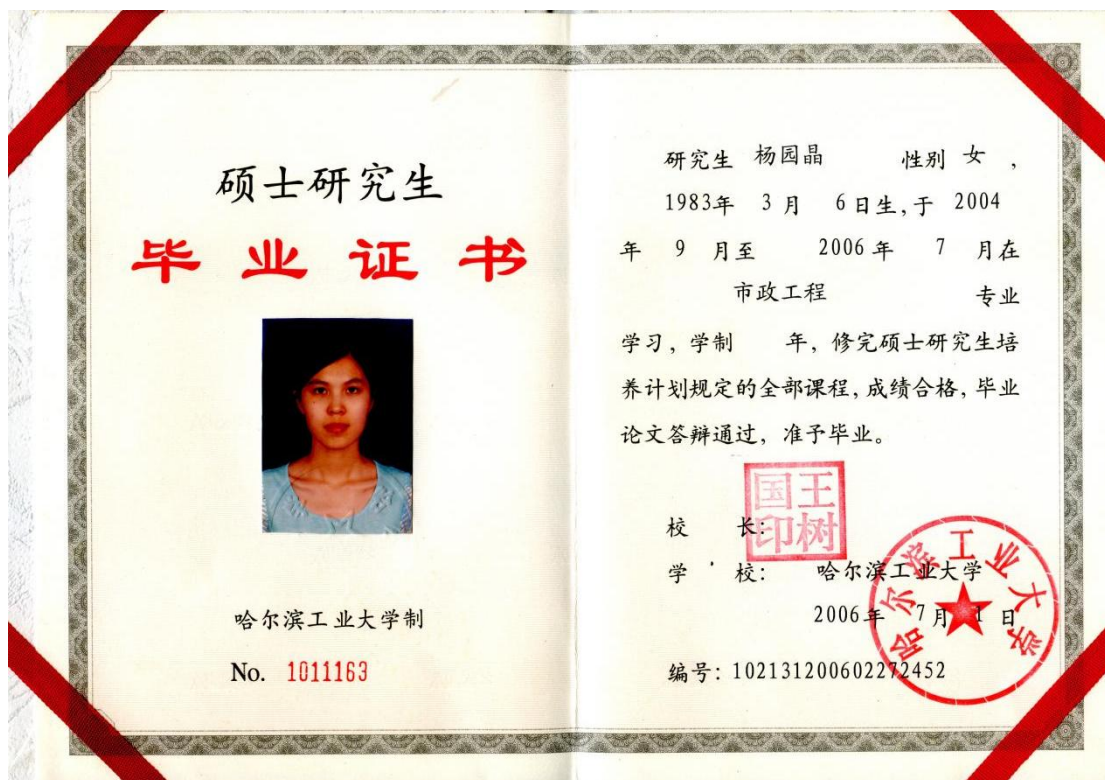 硕士研究生
毕业证书
哈尔滨工业大学制
No. 1011163
研究生 杨园晶 性别 女，
1983年 3月 6日生，于 2004
年 9 月至 2006年 7 月在
市政工程 专业
学习，学制 年，修完硕士研究生培
养计划规定的全部课程，成绩合格，毕业
论文答辩通过，准予毕业。
校 长：
王树国印
学 校： 哈尔滨工业大学
2006年 7月 1日
哈尔滨工业大学
编号：102131200602272452